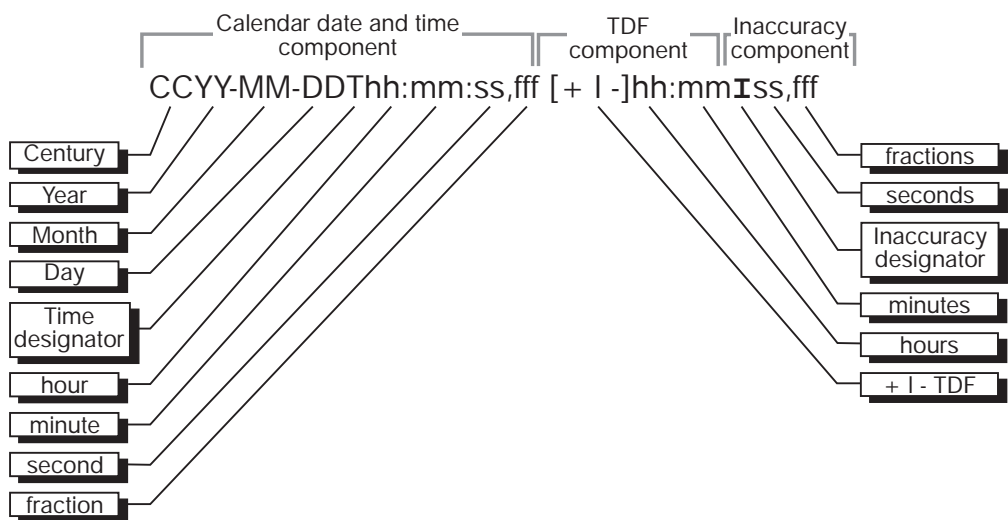 Calendar date and time component
TDF component
Inaccuracy component
CCYY-MM-DDThh:mm:ss,fff [+ l -]hh:mmIss,fff
Century
Year
Month
Day
Time designator
hour
minute
second
fraction
fractions
seconds
Inaccuracy designator
minutes
hours
+ l - TDF